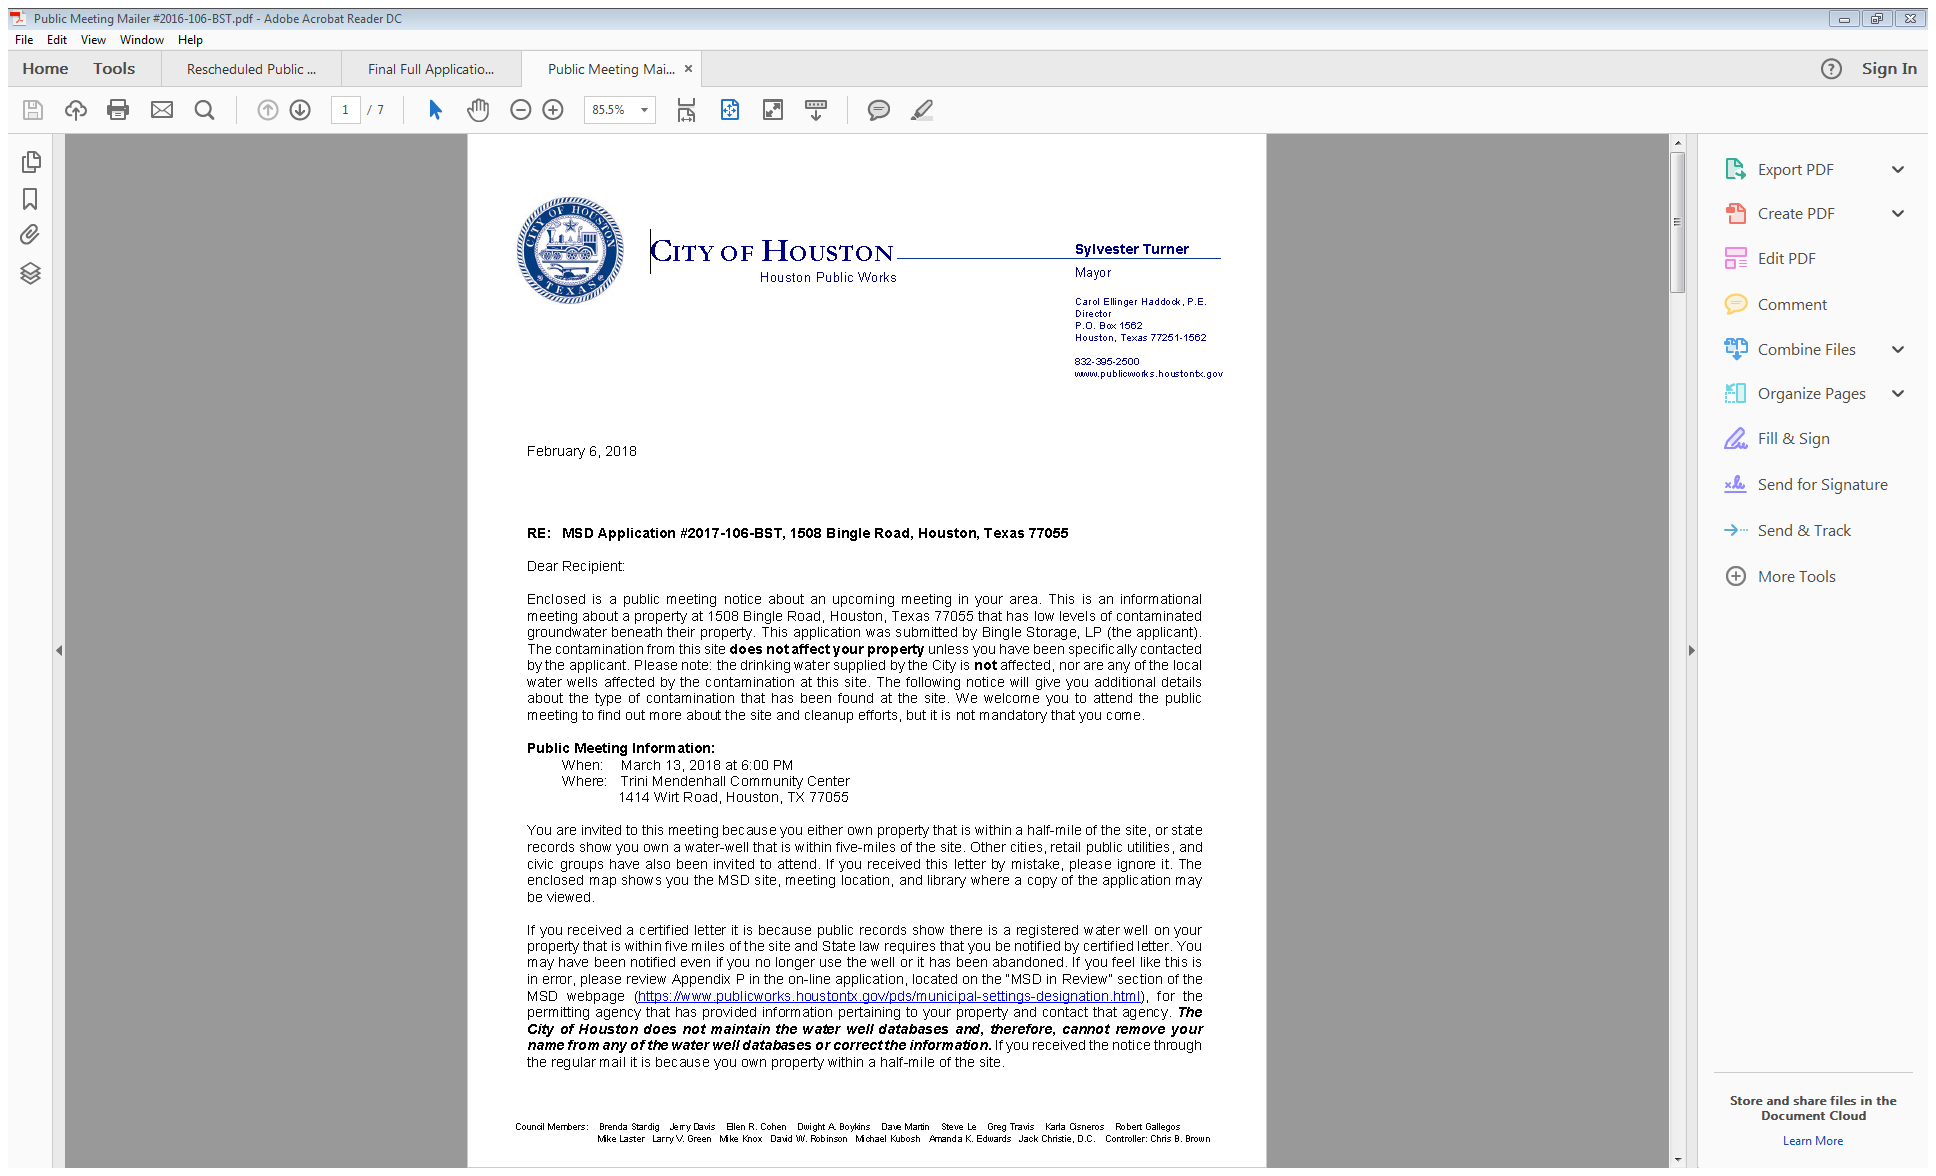 Public Meeting Mailer #2016-106-BST.pdf - Adobe Acrobat Reader DC
File Edit View Window Help
Home Tools Rescheduled Public ... Final Full Applicatio... Public Meeting Mai... × ? Sign In
1 / 7 85.5%
Export PDF
Create PDF
Edit PDF
Comment
Combine Files
Organize Pages
Fill & Sign
Send for Signature
Send & Track
More Tools
Store and share files in the
Document Cloud
Learn More
CITY OF HOUSTON
TEXAS
CITY OF HOUSTON
Houston Public Works
Sylvester Turner
Mayor
Carol Ellinger Haddock, P.E.
Director
P.O. Box 1562
Houston, Texas 77251-1562
832-395-2500
www.publicworks.houstontx.gov
February 6, 2018
RE: MSD Application #2017-106-BST, 1508 Bingle Road, Houston, Texas 77055
Dear Recipient:
Enclosed is a public meeting notice about an upcoming meeting in your area. This is an informational
meeting about a property at 1508 Bingle Road, Houston, Texas 77055 that has low levels of contaminated
groundwater beneath their property. This application was submitted by Bingle Storage, LP (the applicant).
The contamination from this site does not affect your property unless you have been specifically contacted
by the applicant. Please note: the drinking water supplied by the City is not affected, nor are any of the local
water wells affected by the contamination at this site. The following notice will give you additional details
about the type of contamination that has been found at the site. We welcome you to attend the public
meeting to find out more about the site and cleanup efforts, but it is not mandatory that you come.
Public Meeting Information:
When: March 13, 2018 at 6:00 PM
Where: Trini Mendenhall Community Center
1414 Wirt Road, Houston, TX 77055
You are invited to this meeting because you either own property that is within a half-mile of the site, or state
records show you own a water-well that is within five-miles of the site. Other cities, retail public utilities, and
civic groups have also been invited to attend. If you received this letter by mistake, please ignore it. The
enclosed map shows you the MSD site, meeting location, and library where a copy of the application may
be viewed.
If you received a certified letter it is because public records show there is a registered water well on your
property that is within five miles of the site and State law requires that you be notified by certified letter. You
may have been notified even if you no longer use the well or it has been abandoned. If you feel like this is
in error, please review Appendix P in the on-line application, located on the "MSD in Review" section of the
MSD webpage (https://www.publicworks.houstontx.gov/pds/municipal-settings-designation.html), for the
permitting agency that has provided information pertaining to your property and contact that agency. The
City of Houston does not maintain the water well databases and, therefore, cannot remove your
name from any of the water well databases or correct the information. If you received the notice through
the regular mail it is because you own property within a half-mile of the site.
Council Members: Brenda Stardig Jerry Davis Ellen R. Cohen Dwight A. Boykins Dave Martin Steve Le Greg Travis Karla Cisneros Robert Gallegos
Mike Laster Larry V. Green Mike Knox David W. Robinson Michael Kubosh Amanda K. Edwards Jack Christie, D.C. Controller: Chris B. Brown